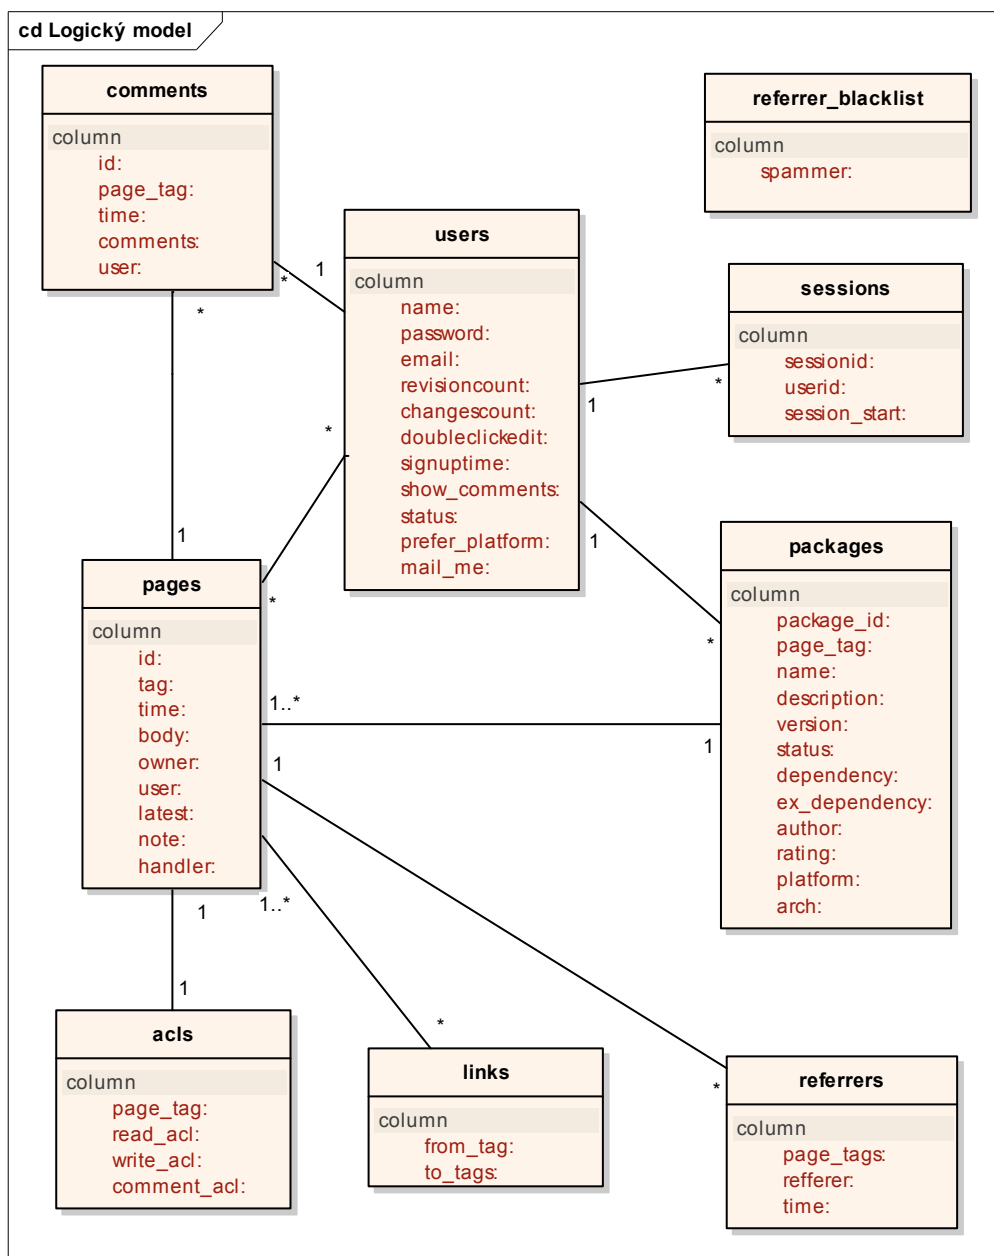 cd Logický model
comments
column
id:
page_tag:
time:
comments:
user:
referrer_blacklist
column
spammer:
users
column
name:
password:
email:
revisioncount:
changescount:
doubleclickedit:
signuptime:
show_comments:
status:
prefer_platform:
mail_me:
sessions
column
sessionid:
userid:
session_start:
1
*
*
1
*
*
*
1
1
*
pages
column
id:
tag:
time:
body:
owner:
user:
latest:
note:
handler:
packages
column
package_id:
page_tag:
name:
description:
version:
status:
dependency:
ex_dependency:
author:
rating:
platform:
arch:
1
*
1..*
1
1
1..*
1
1
*
*
acls
column
page_tag:
read_acl:
write_acl:
comment_acl:
links
column
from_tag:
to_tags:
referrers
column
page_tags:
refferer:
time: